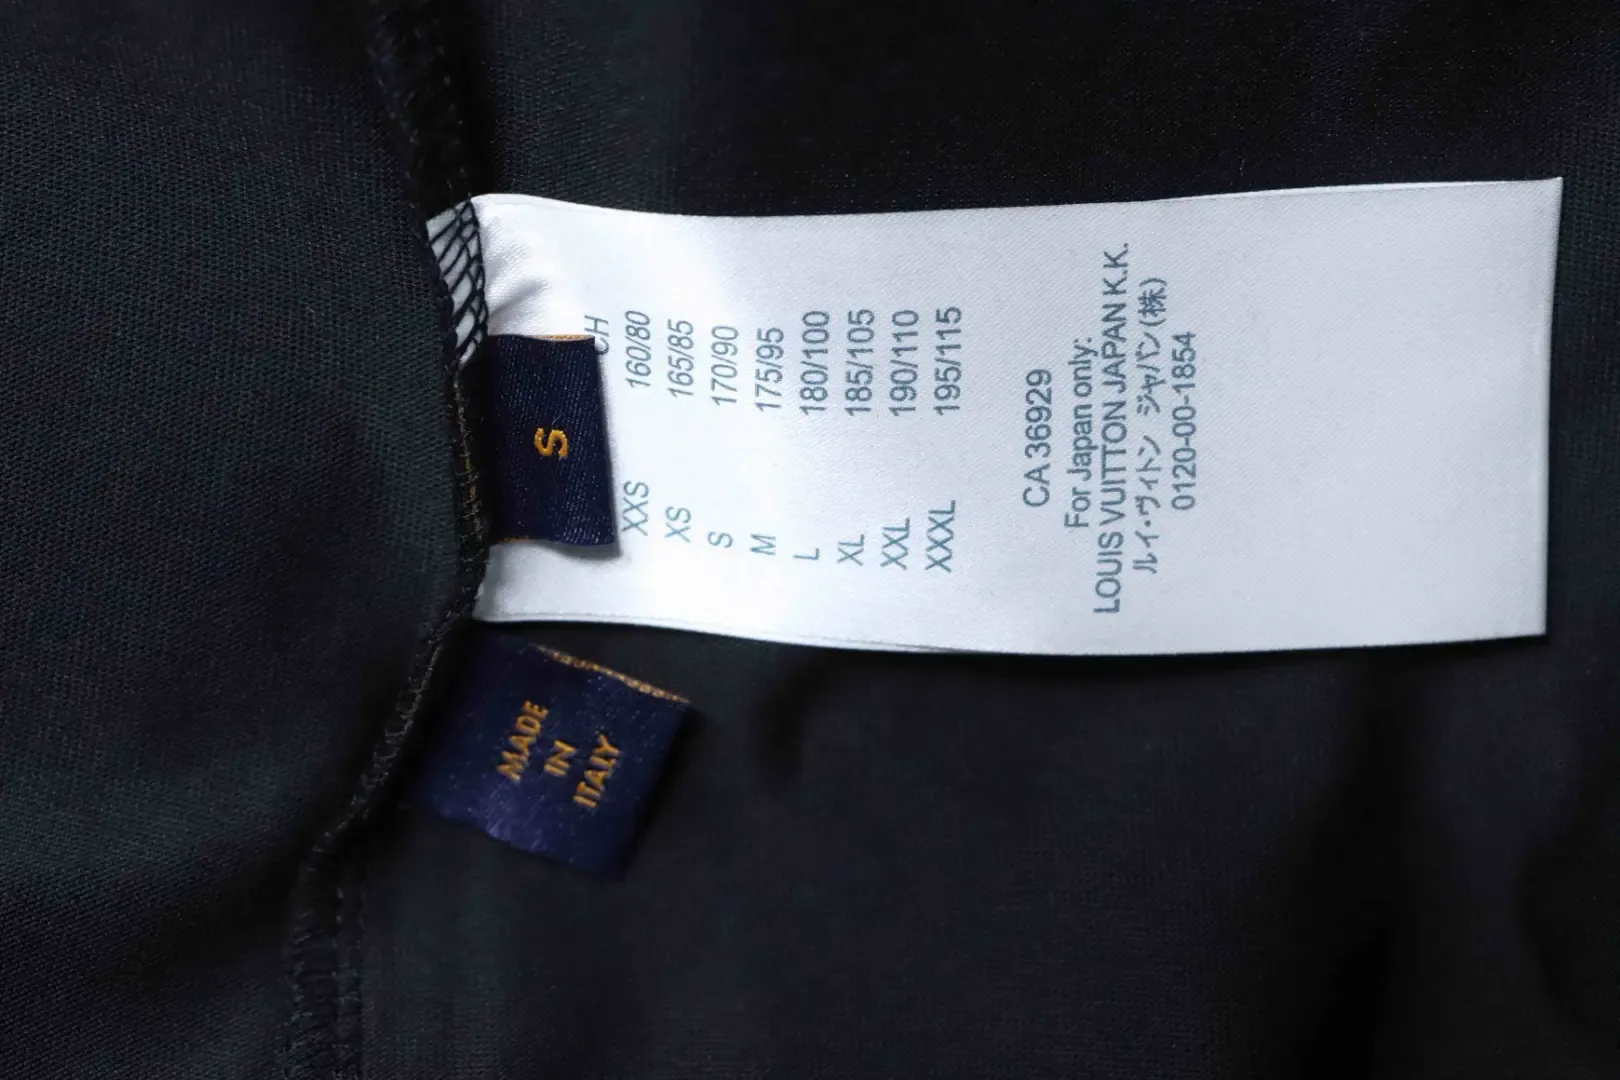 CH
XXS 160/80
XS 165/85
S 170/90
M 175/95
L 180/100
XL 185/105
XXL 190/110
XXXL 195/115
CA 36929
For Japan only:
LOUIS VUITTON JAPAN K.K.
ルイ・ヴィトン ジャパン(株)
0120-00-1854
S
MADE
IN
ITALY